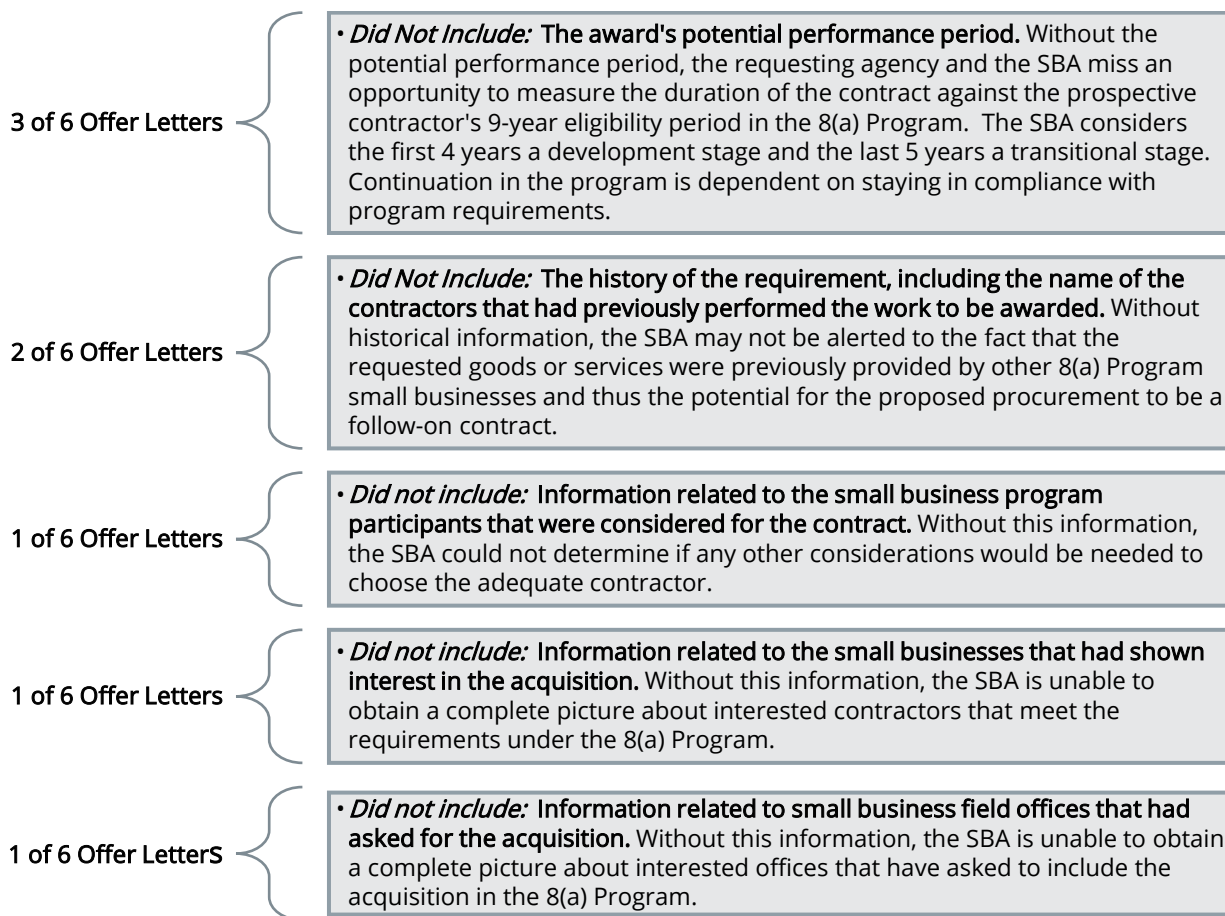 3 of 6 Offer Letters
• Did Not Include: The award's potential performance period. Without the
potential performance period, the requesting agency and the SBA miss an
opportunity to measure the duration of the contract against the prospective
contractor's 9-year eligibility period in the 8(a) Program. The SBA considers
the first 4 years a development stage and the last 5 years a transitional stage.
Continuation in the program is dependent on staying in compliance with
program requirements.
2 of 6 Offer Letters
• Did Not Include: The history of the requirement, including the name of the
contractors that had previously performed the work to be awarded. Without
historical information, the SBA may not be alerted to the fact that the
requested goods or services were previously provided by other 8(a) Program
small businesses and thus the potential for the proposed procurement to be a
follow-on contract.
1 of 6 Offer Letters
• Did not include: Information related to the small business program
participants that were considered for the contract. Without this information,
the SBA could not determine if any other considerations would be needed to
choose the adequate contractor.
1 of 6 Offer Letters
• Did not include: Information related to the small businesses that had shown
interest in the acquisition. Without this information, the SBA is unable to
obtain a complete picture about interested contractors that meet the
requirements under the 8(a) Program.
1 of 6 Offer Letters
• Did not include: Information related to small business field offices that had
asked for the acquisition. Without this information, the SBA is unable to obtain
a complete picture about interested offices that have asked to include the
acquisition in the 8(a) Program.